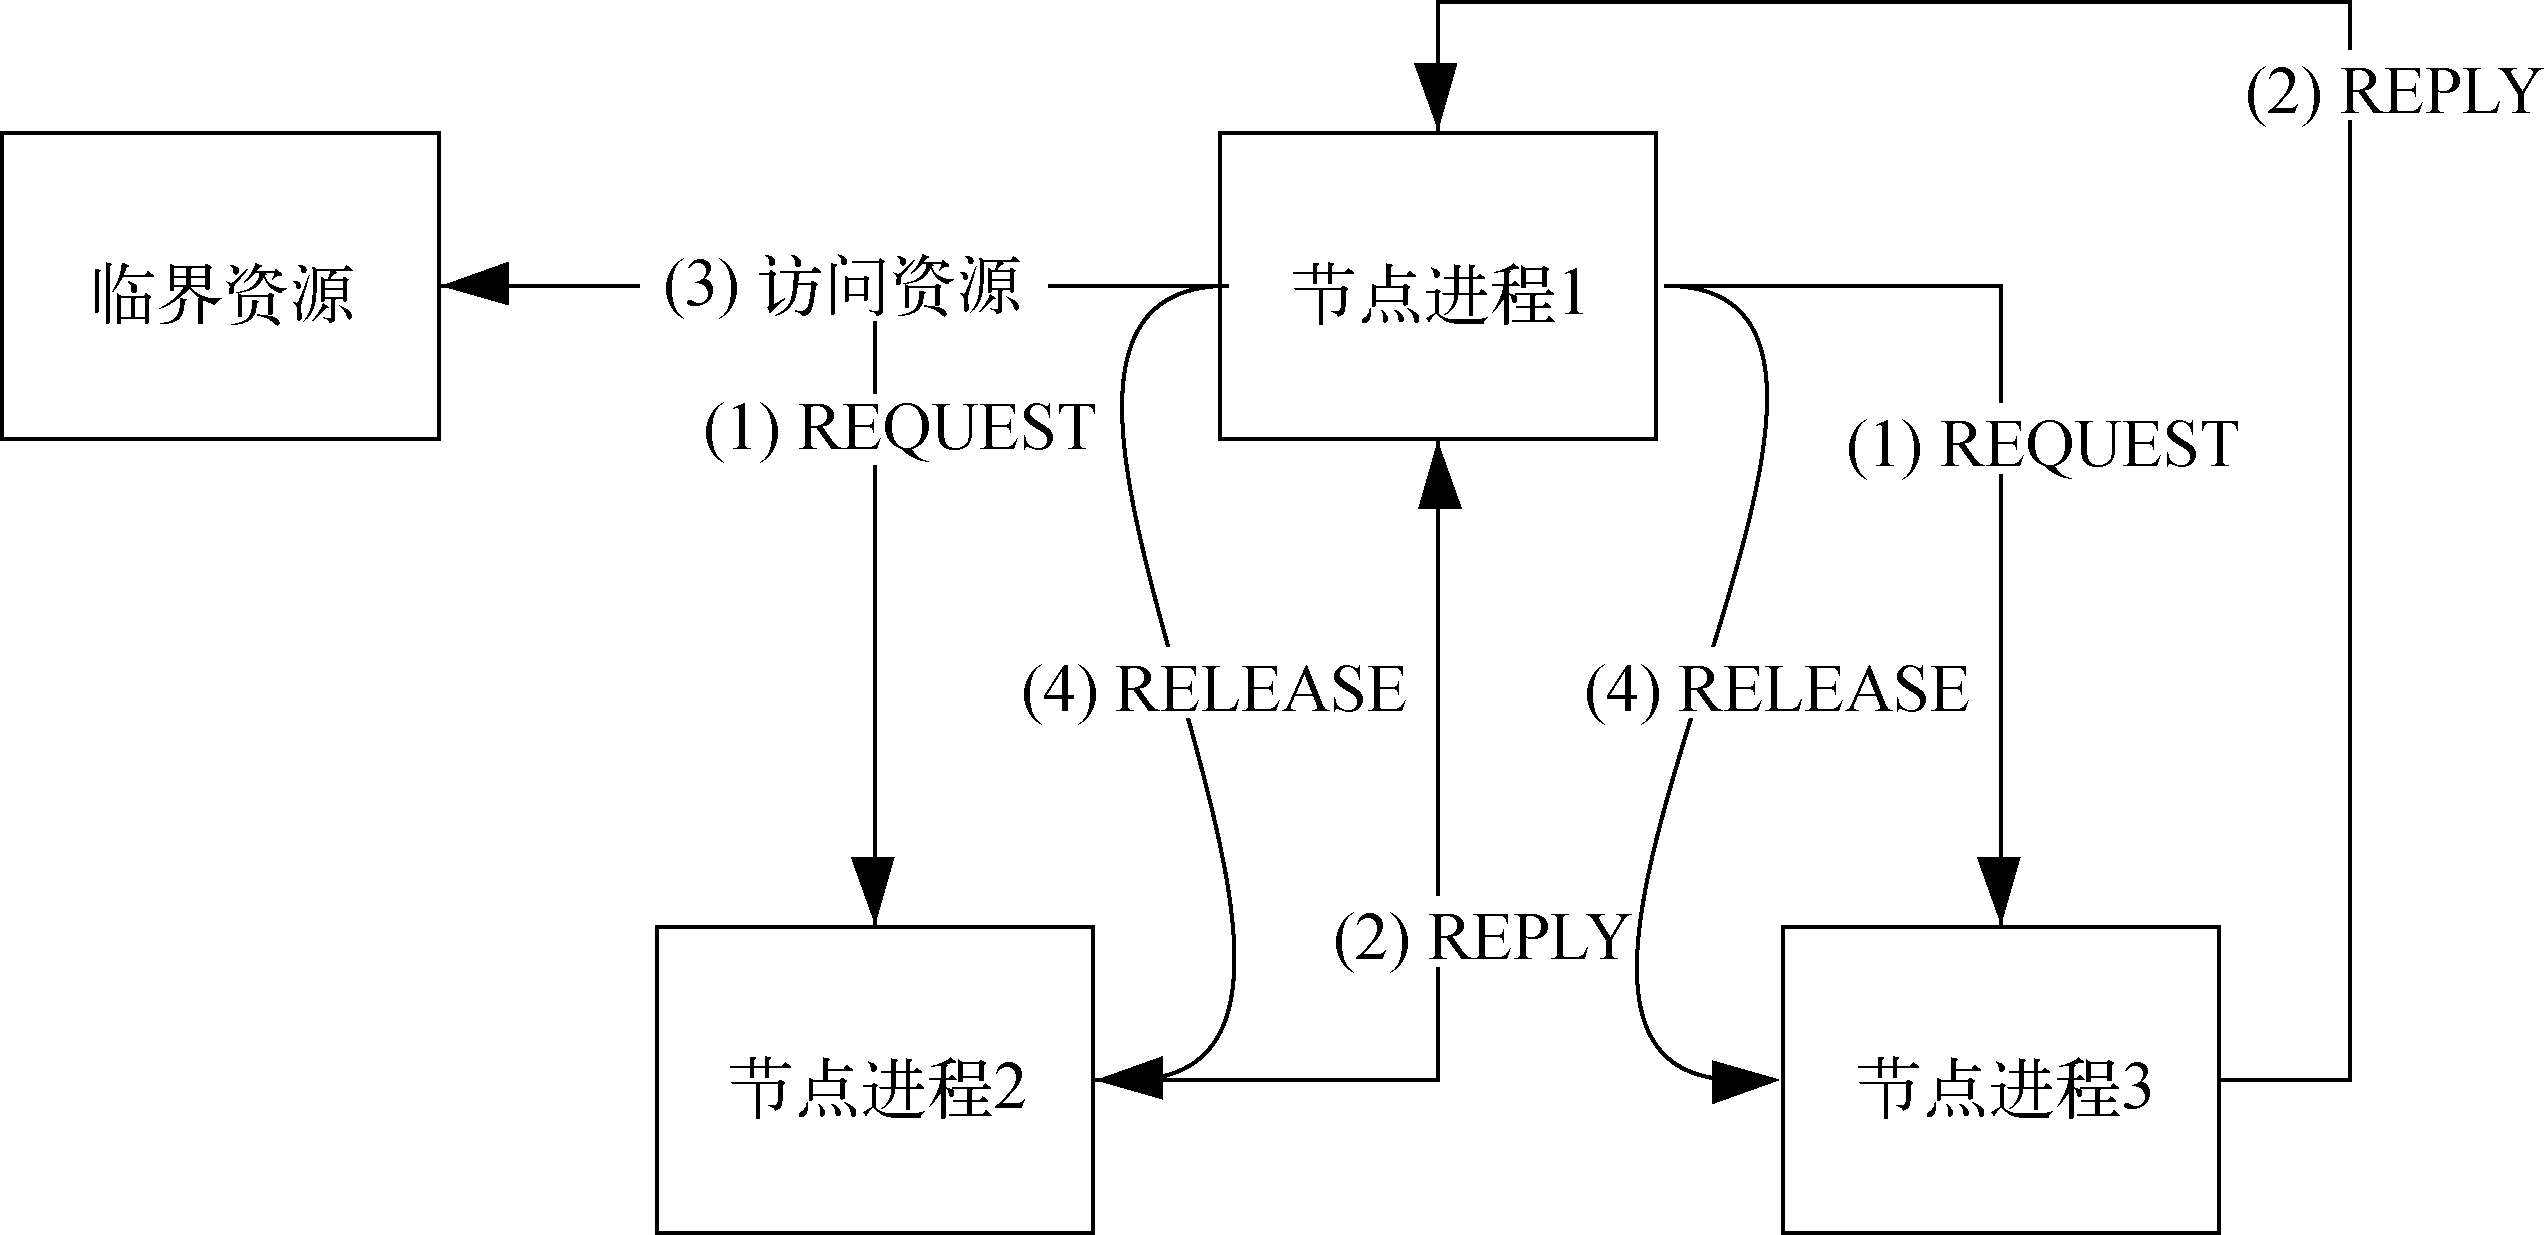 (2) REPLY
临界资源
(3) 访问资源
节点进程1
(1) REQUEST
(1) REQUEST
(4) RELEASE
(4) RELEASE
(2) REPLY
节点进程2
节点进程3